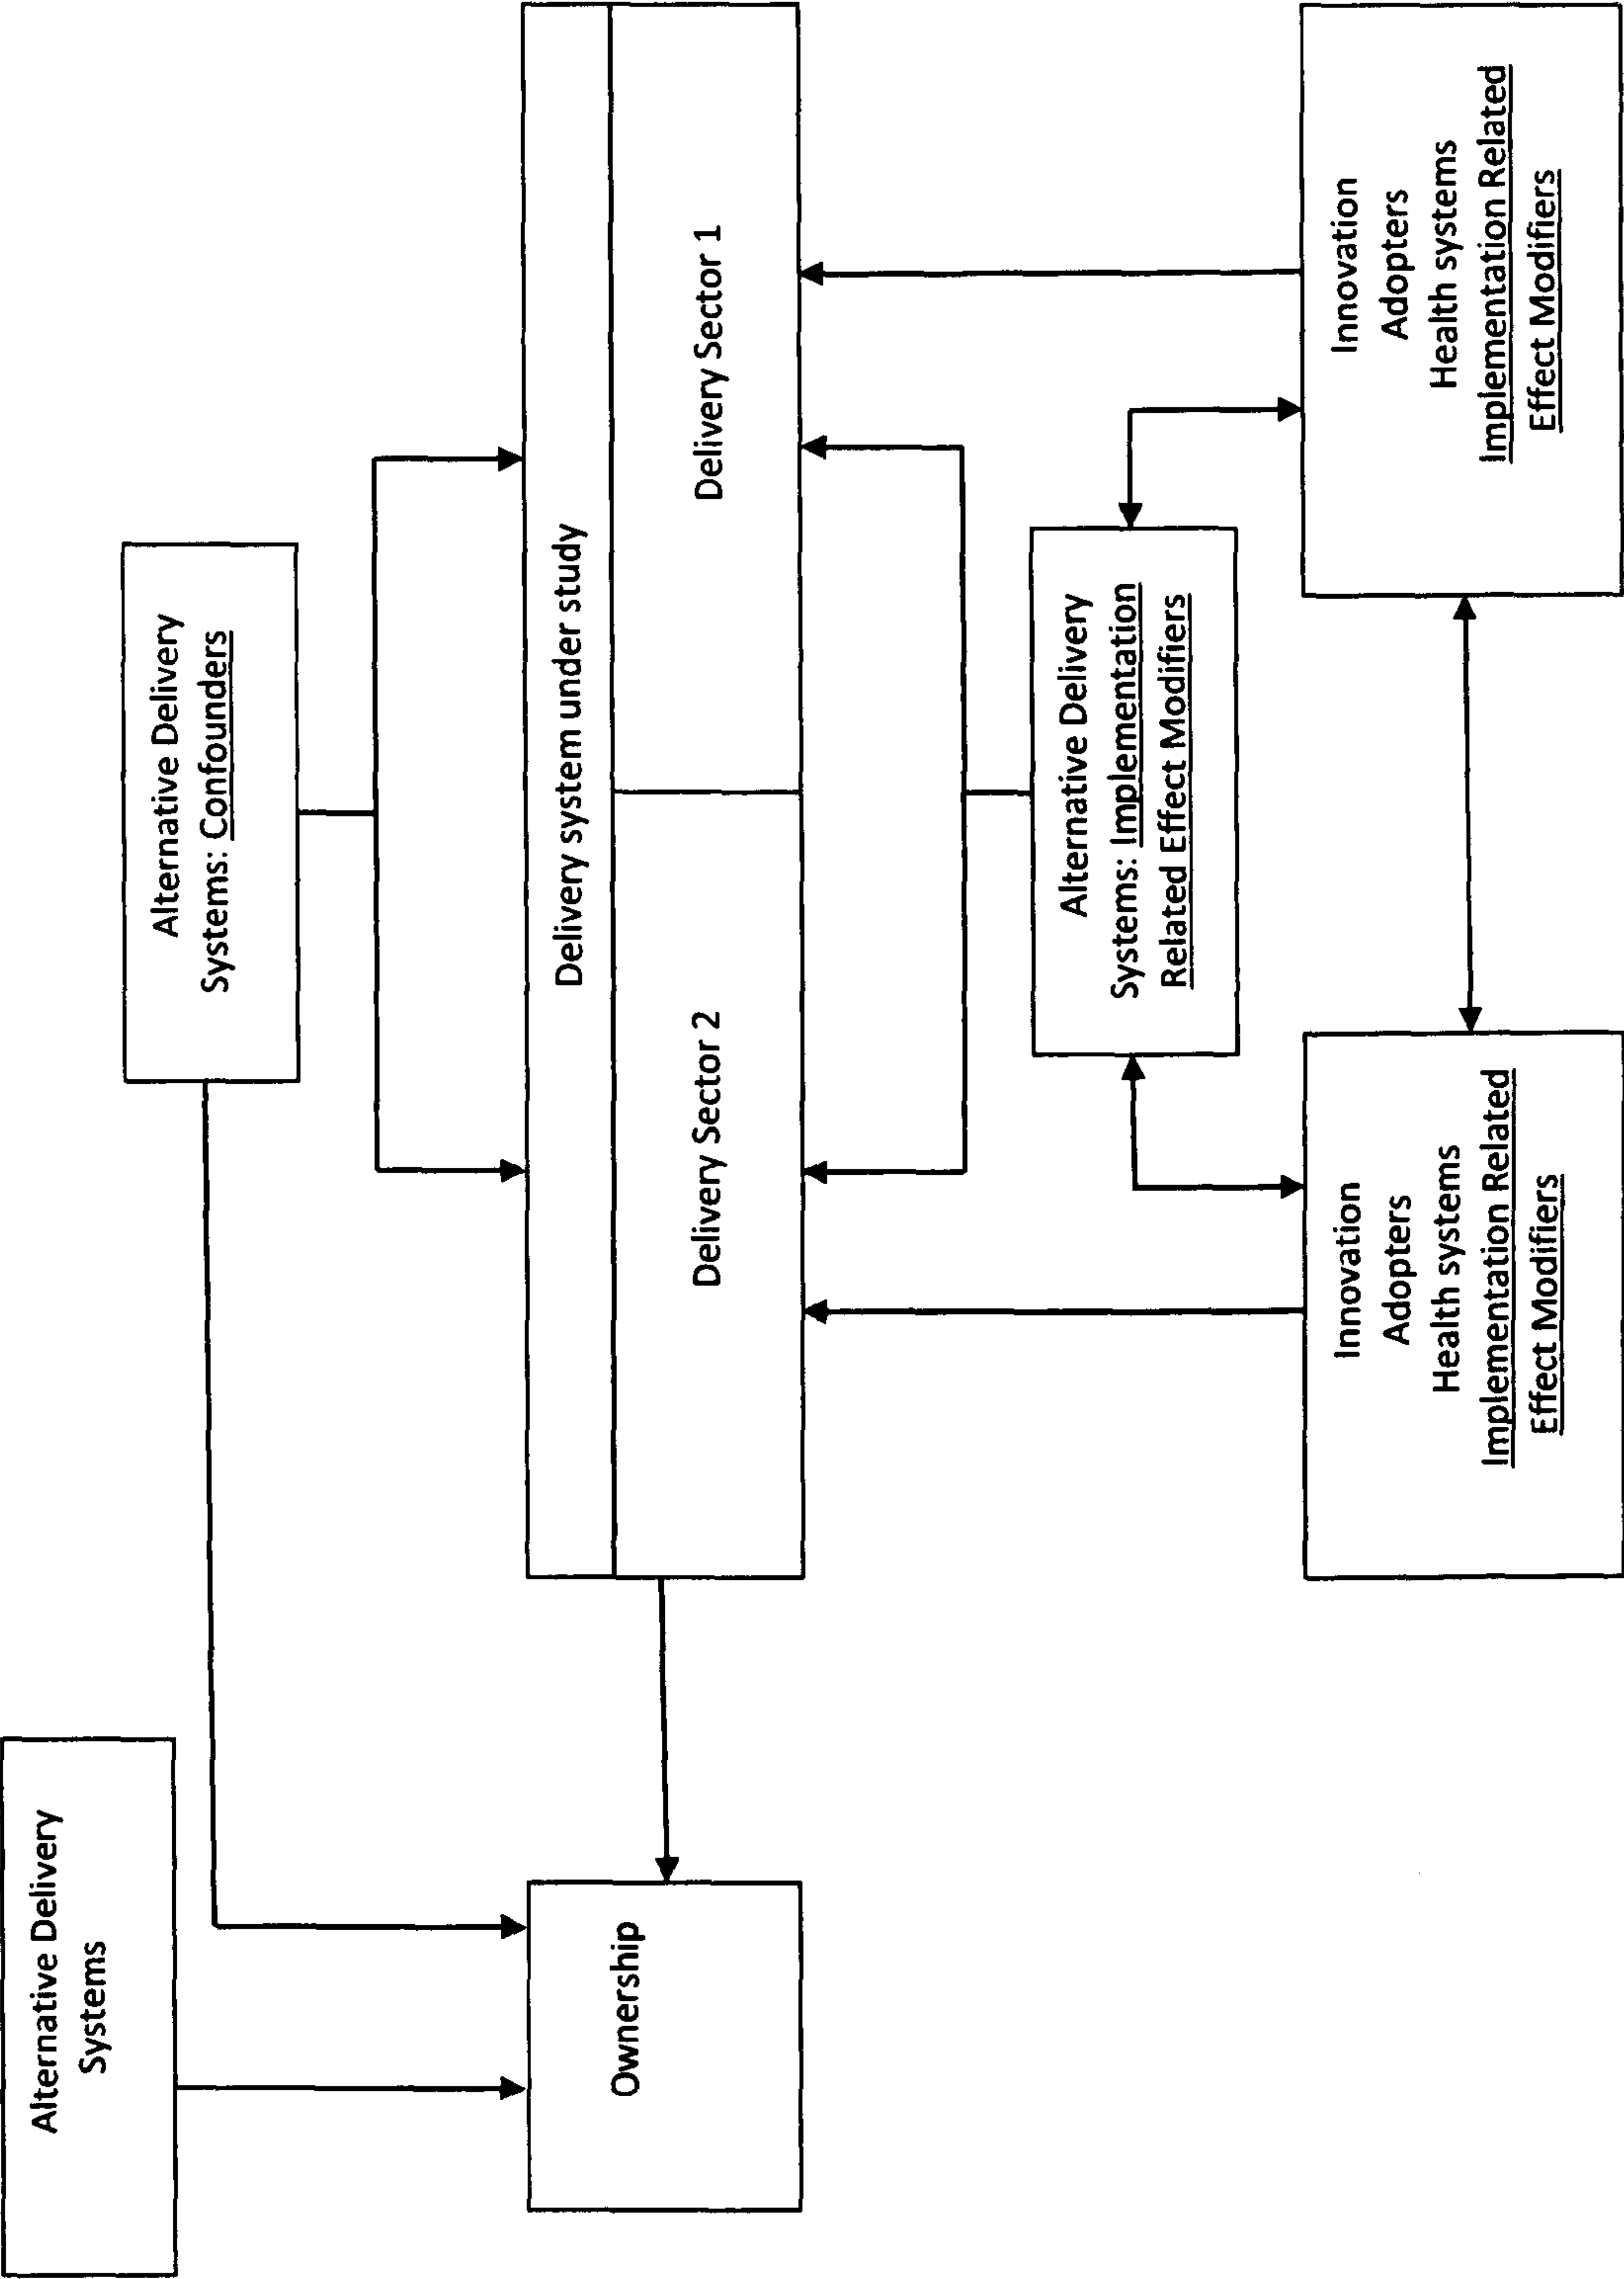 Alternative Delivery
Systems
Alternative Delivery
Systems: Confounders
Ownership
Delivery system under study
Delivery Sector 2
Delivery Sector 1
Alternative Delivery
Systems: Implementation
Related Effect Modifiers
Innovation
Adopters
Health systems
Implementation Related
Effect Modifiers
Innovation
Adopters
Health systems
Implementation Related
Effect Modifiers